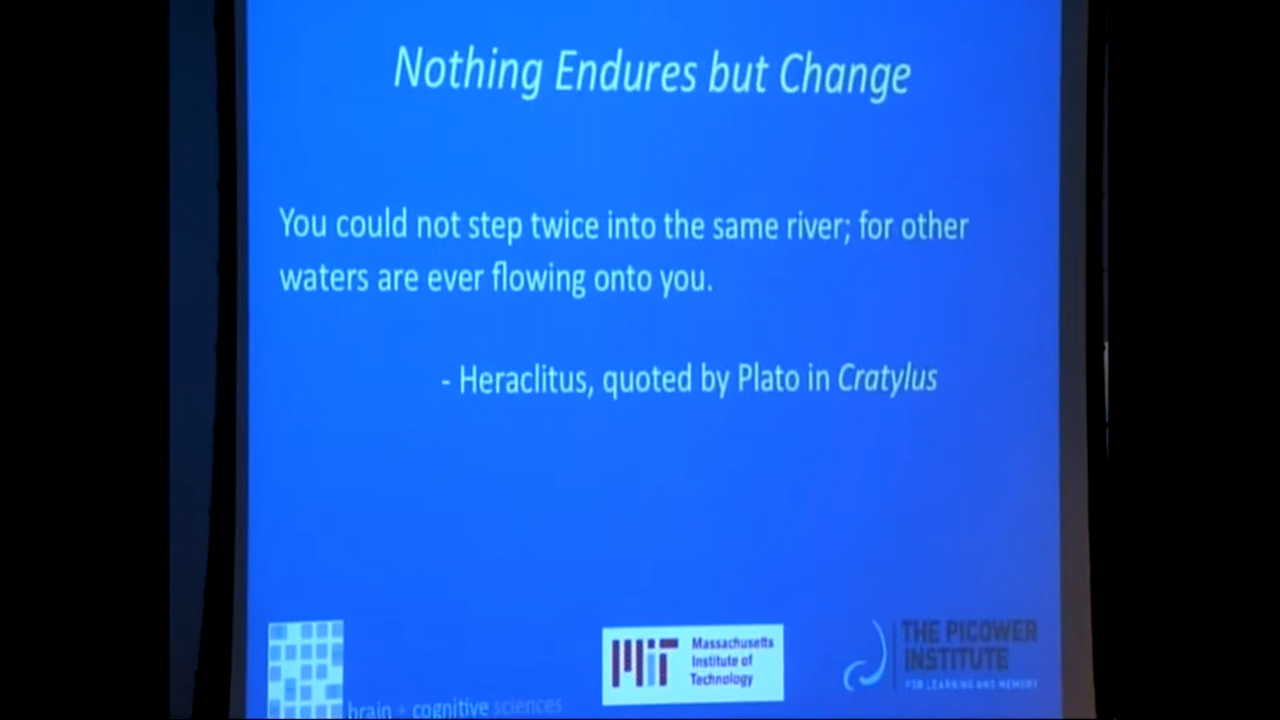 Nothing Endures but Change
You could not step twice into the same river; for other
waters are ever flowing onto you.
- Heraclitus, quoted by Plato in Cratylus
brain + cognitive sciences
MIT
Massachusetts
Institute of
Technology
THE PICOWER
INSTITUTE
FOR LEARNING AND MEMORY